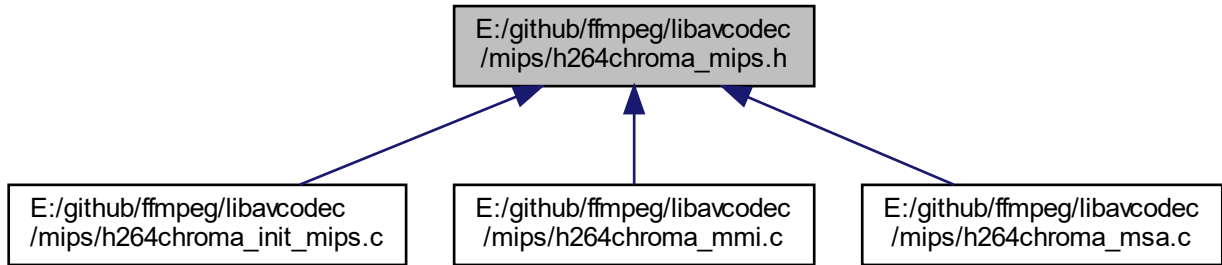 E:/github/ffmpeg/libavcodec
/mips/h264chroma_mips.h
E:/github/ffmpeg/libavcodec
/mips/h264chroma_init_mips.c
E:/github/ffmpeg/libavcodec
/mips/h264chroma_mmi.c
E:/github/ffmpeg/libavcodec
/mips/h264chroma_msa.c